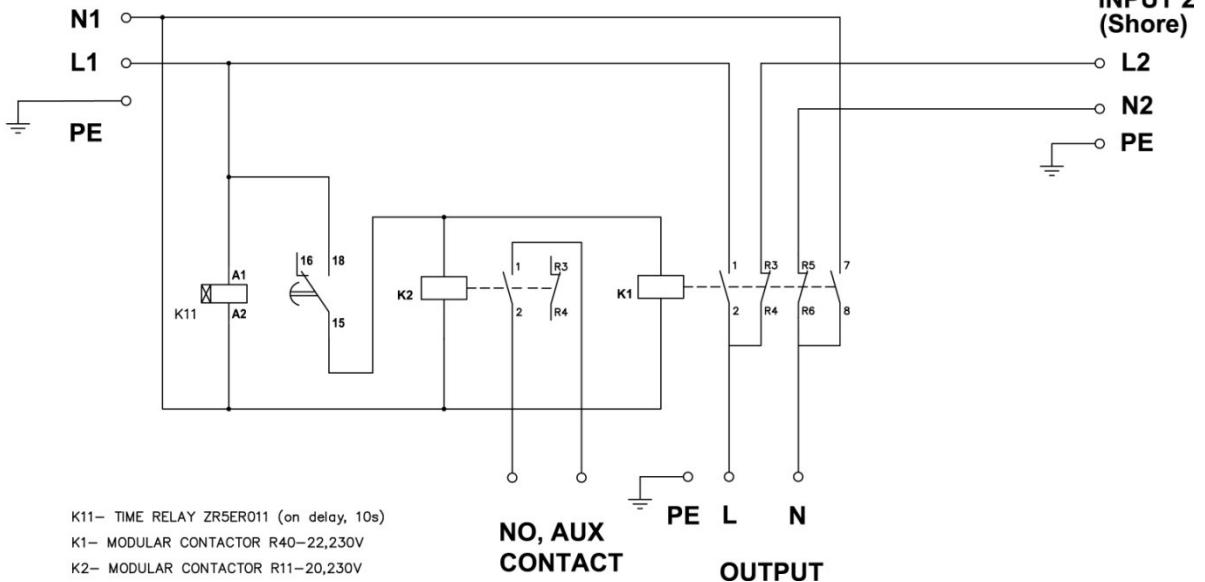 INPUT 2
(Shore)
N1
L1
L2
N2
PE
PE
16
18
A1
K11
A2
15
K2
1
R3
2
R4
K1
1
R3
R5
7
2
R4
R6
8
K11– TIME RELAY ZR5ER011 (on delay, 10s)
K1– MODULAR CONTACTOR R40–22,230V
K2– MODULAR CONTACTOR R11–20,230V
NO, AUX
CONTACT
PE
L
N
OUTPUT